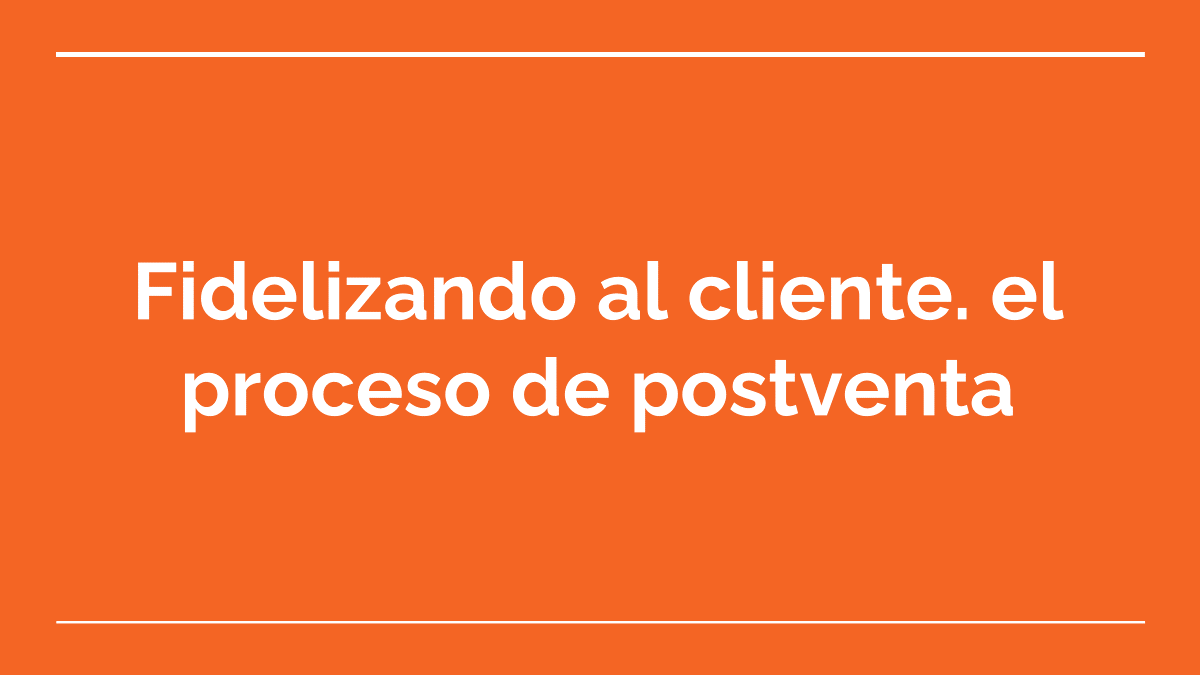 Fidelizando al cliente. el
proceso de postventa